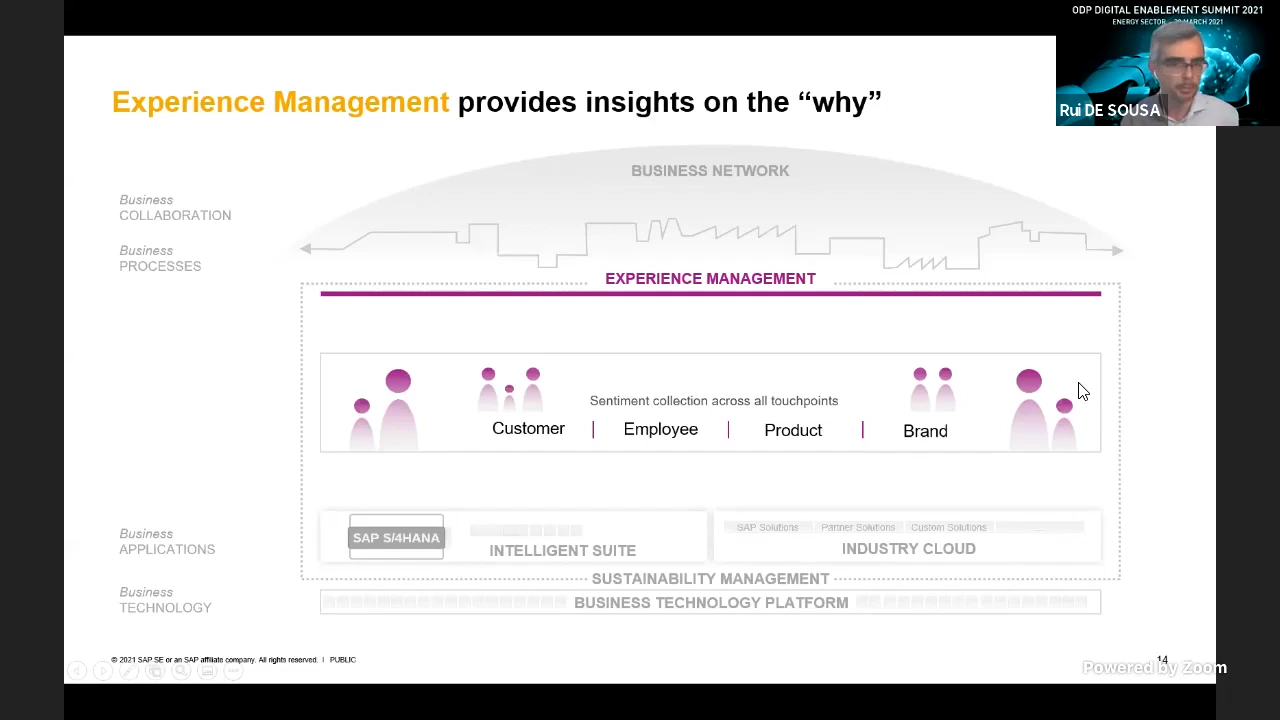 ODP DIGITAL ENABLEMENT SUMMIT 2021
ENERGY SECTOR - 30 MARCH 2021
Rui DE SOUSA
Experience Management provides insights on the “why”
BUSINESS NETWORK
Business
COLLABORATION
Business
PROCESSES
EXPERIENCE MANAGEMENT
Sentiment collection across all touchpoints
Customer | Employee | Product | Brand
Business
APPLICATIONS
SAP S/4HANA
INTELLIGENT SUITE
SAP Solutions Partner Solutions Custom Solutions ...
INDUSTRY CLOUD
SUSTAINABILITY MANAGEMENT
Business
TECHNOLOGY
BUSINESS TECHNOLOGY PLATFORM
© 2021 SAP SE or an SAP affiliate company. All rights reserved. I PUBLIC
14
Powered by Zoom